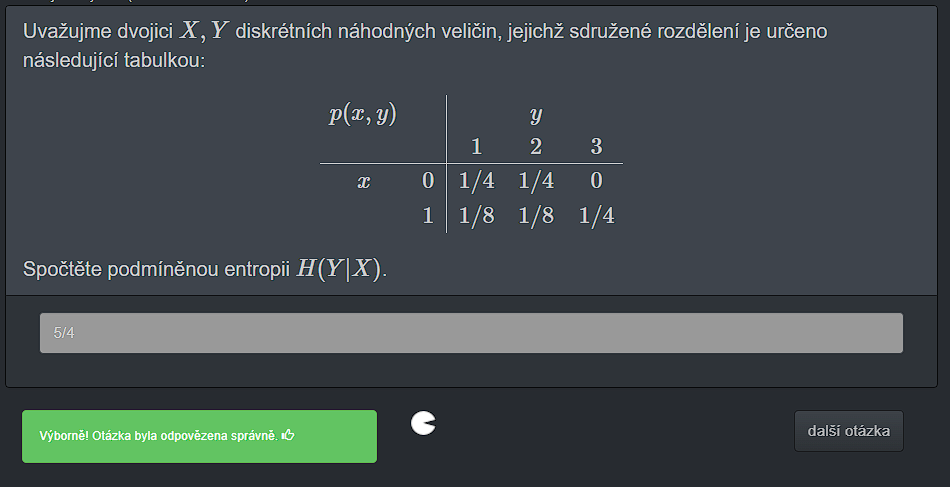 Uvažujme dvojici X, Y diskrétních náhodných veličin, jejichž sdružené rozdělení je určeno
následující tabulkou:
p(x, y) y
1 2 3
x 0 1/4 1/4 0
1 1/8 1/8 1/4
Spočtěte podmíněnou entropii H(Y|X).
5/4
Výborně! Otázka byla odpovězena správně.
další otázka